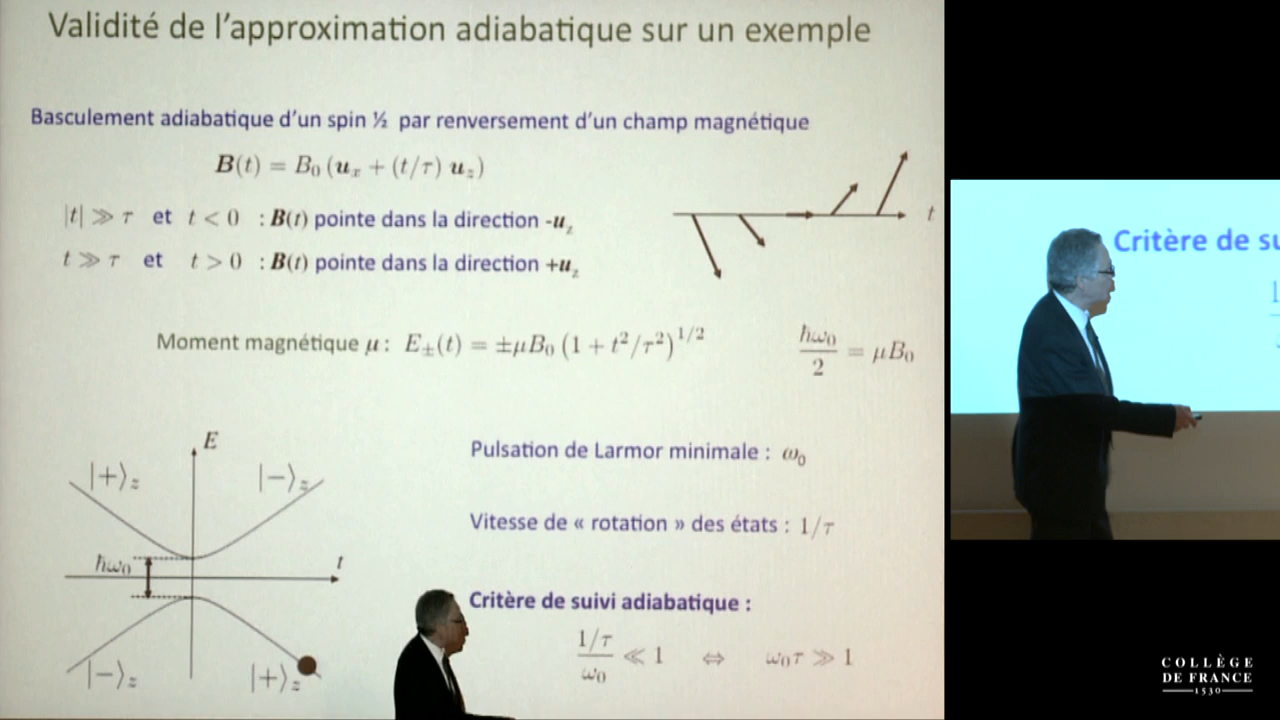 Validité de l'approximation adiabatique sur un exemple
Basculement adiabatique d'un spin ½ par renversement d'un champ magnétique
B(t) = B₀ (uₓ + (t/τ) u_z)
|t| ≫ τ et t < 0 : B(t) pointe dans la direction -u_z
t ≫ τ et t > 0 : B(t) pointe dans la direction +u_z
t
Moment magnétique μ : E±(t) = ±μB₀ (1 + t²/τ²)^1/2
ħω₀/2 = μB₀
E
|+⟩_z |−⟩_z
ħω₀
t
|−⟩_z |+⟩_z
Pulsation de Larmor minimale : ω₀
Vitesse de « rotation » des états : 1/τ
Critère de suivi adiabatique :
(1/τ)/ω₀ ≪ 1 ⇔ ω₀τ ≫ 1
Critère de su
1
COLLÈGE
DE FRANCE
1530